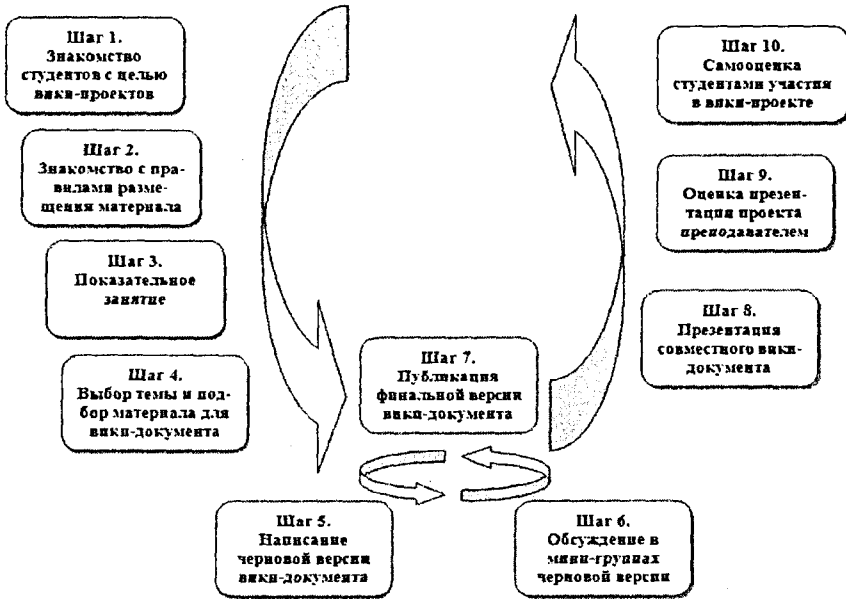 Шаг 1.
Знакомство
студентов с целью
вики-проектов
Шаг 2.
Знакомство с пра-
вилами разме-
щения материала
Шаг 3.
Показательное
занятие
Шаг 4.
Выбор темы и под-
бор материала для
вики-документа
Шаг 5.
Написание
черновой версии
вики-документа
Шаг 6.
Обсуждение в
мини-группах
черновой версии
Шаг 7.
Публикация
финальной версии
вики-документа
Шаг 8.
Презентация
совместного вики-
документа
Шаг 9.
Оценка презен-
тация проекта
преподавателем
Шаг 10.
Самооценка
студентами участия
в вики-проекте